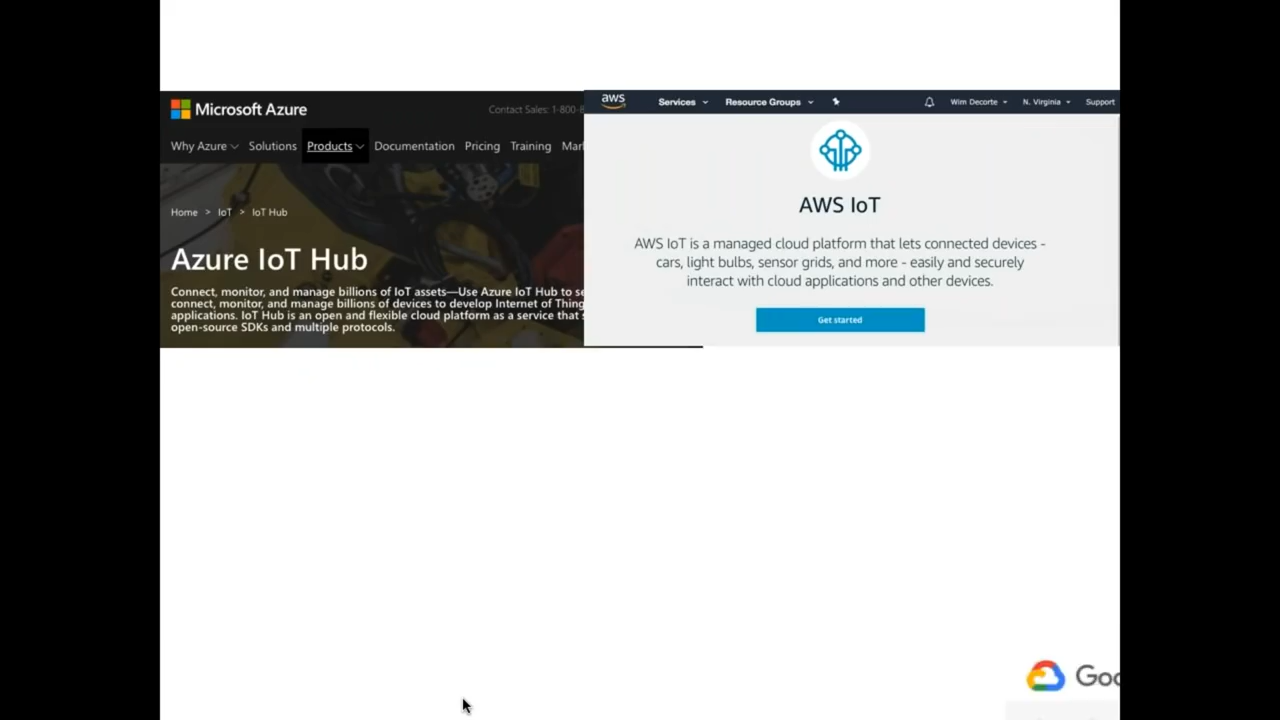 Microsoft Azure
Contact Sales: 1-800-
Why Azure Solutions Products Documentation Pricing Training Mar
Home > IoT > IoT Hub
Azure IoT Hub
Connect, monitor, and manage billions of IoT assets—Use Azure IoT Hub to se
connect, monitor, and manage billions of devices to develop Internet of Thing
applications. IoT Hub is an open and flexible cloud platform as a service that
open-source SDKs and multiple protocols.
aws Services Resource Groups Wim Decorte N. Virginia Support
AWS IoT
AWS IoT is a managed cloud platform that lets connected devices -
cars, light bulbs, sensor grids, and more - easily and securely
interact with cloud applications and other devices.
Get started
Goo